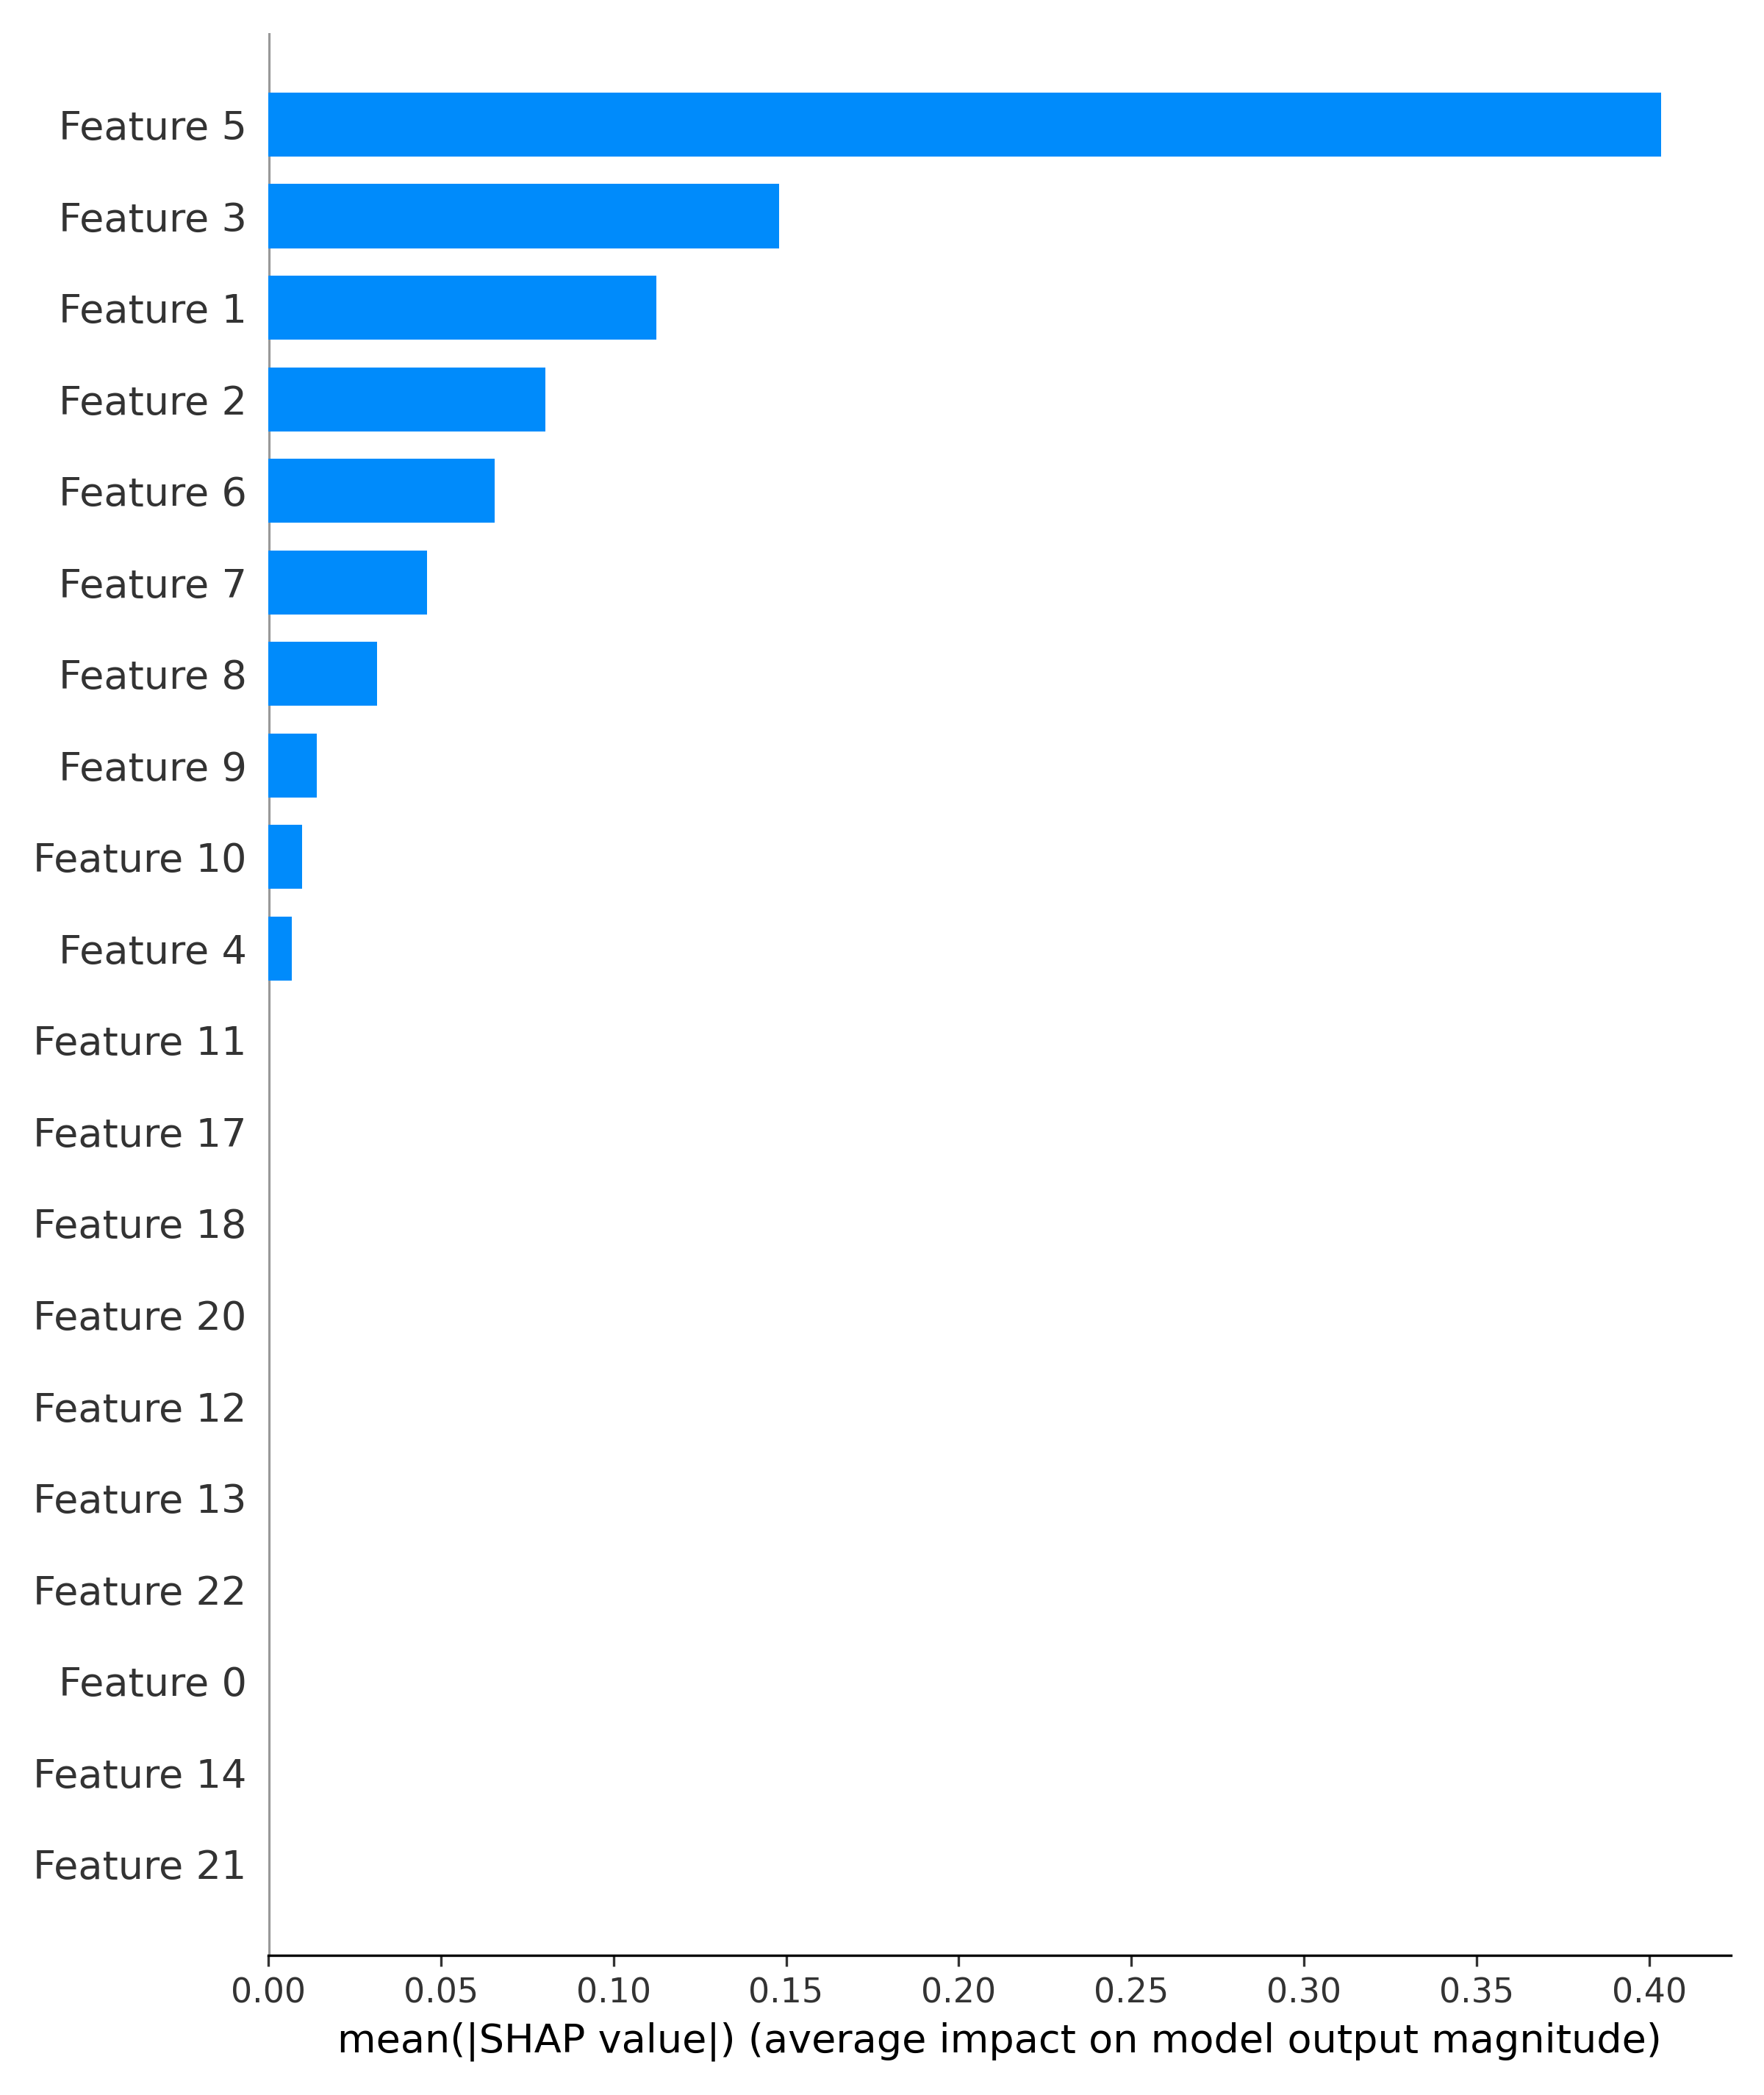 Feature 5
Feature 3
Feature 1
Feature 2
Feature 6
Feature 7
Feature 8
Feature 9
Feature 10
Feature 4
Feature 11
Feature 17
Feature 18
Feature 20
Feature 12
Feature 13
Feature 22
Feature 0
Feature 14
Feature 21
0.00 0.05 0.10 0.15 0.20 0.25 0.30 0.35 0.40
mean(|SHAP value|) (average impact on model output magnitude)